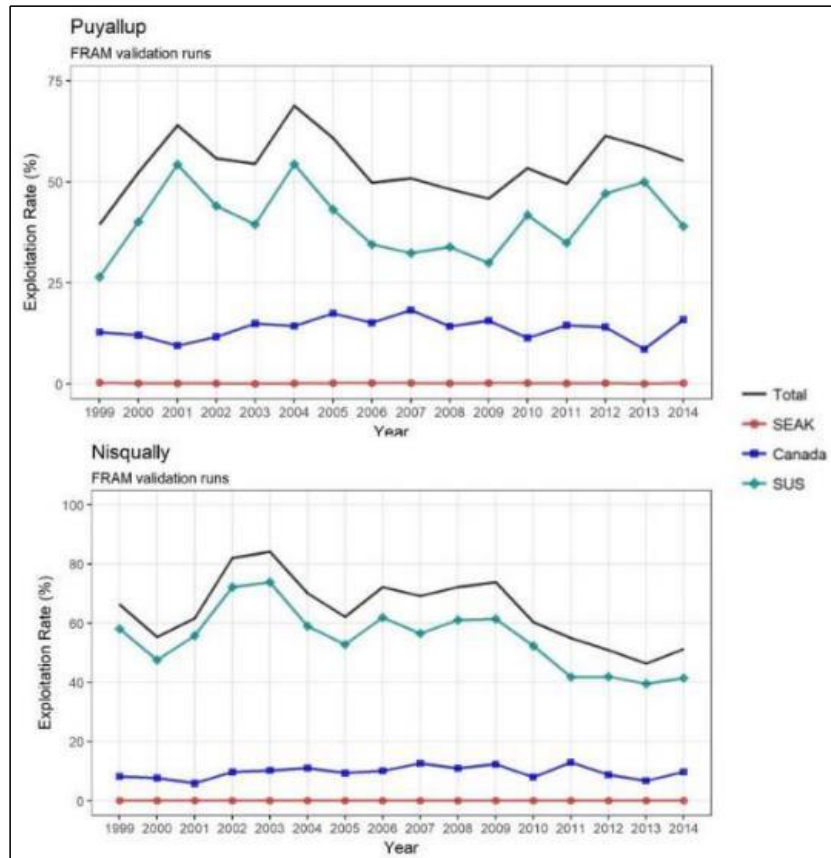 Puyallup
FRAM validation runs
75
50
25
0
Exploitation Rate (%)
1999 2000 2001 2002 2003 2004 2005 2006 2007 2008 2009 2010 2011 2012 2013 2014
Year
Total
SEAK
Canada
SUS
Nisqually
FRAM validation runs
100
80
60
40
20
0
Exploitation Rate (%)
1999 2000 2001 2002 2003 2004 2005 2006 2007 2008 2009 2010 2011 2012 2013 2014
Year